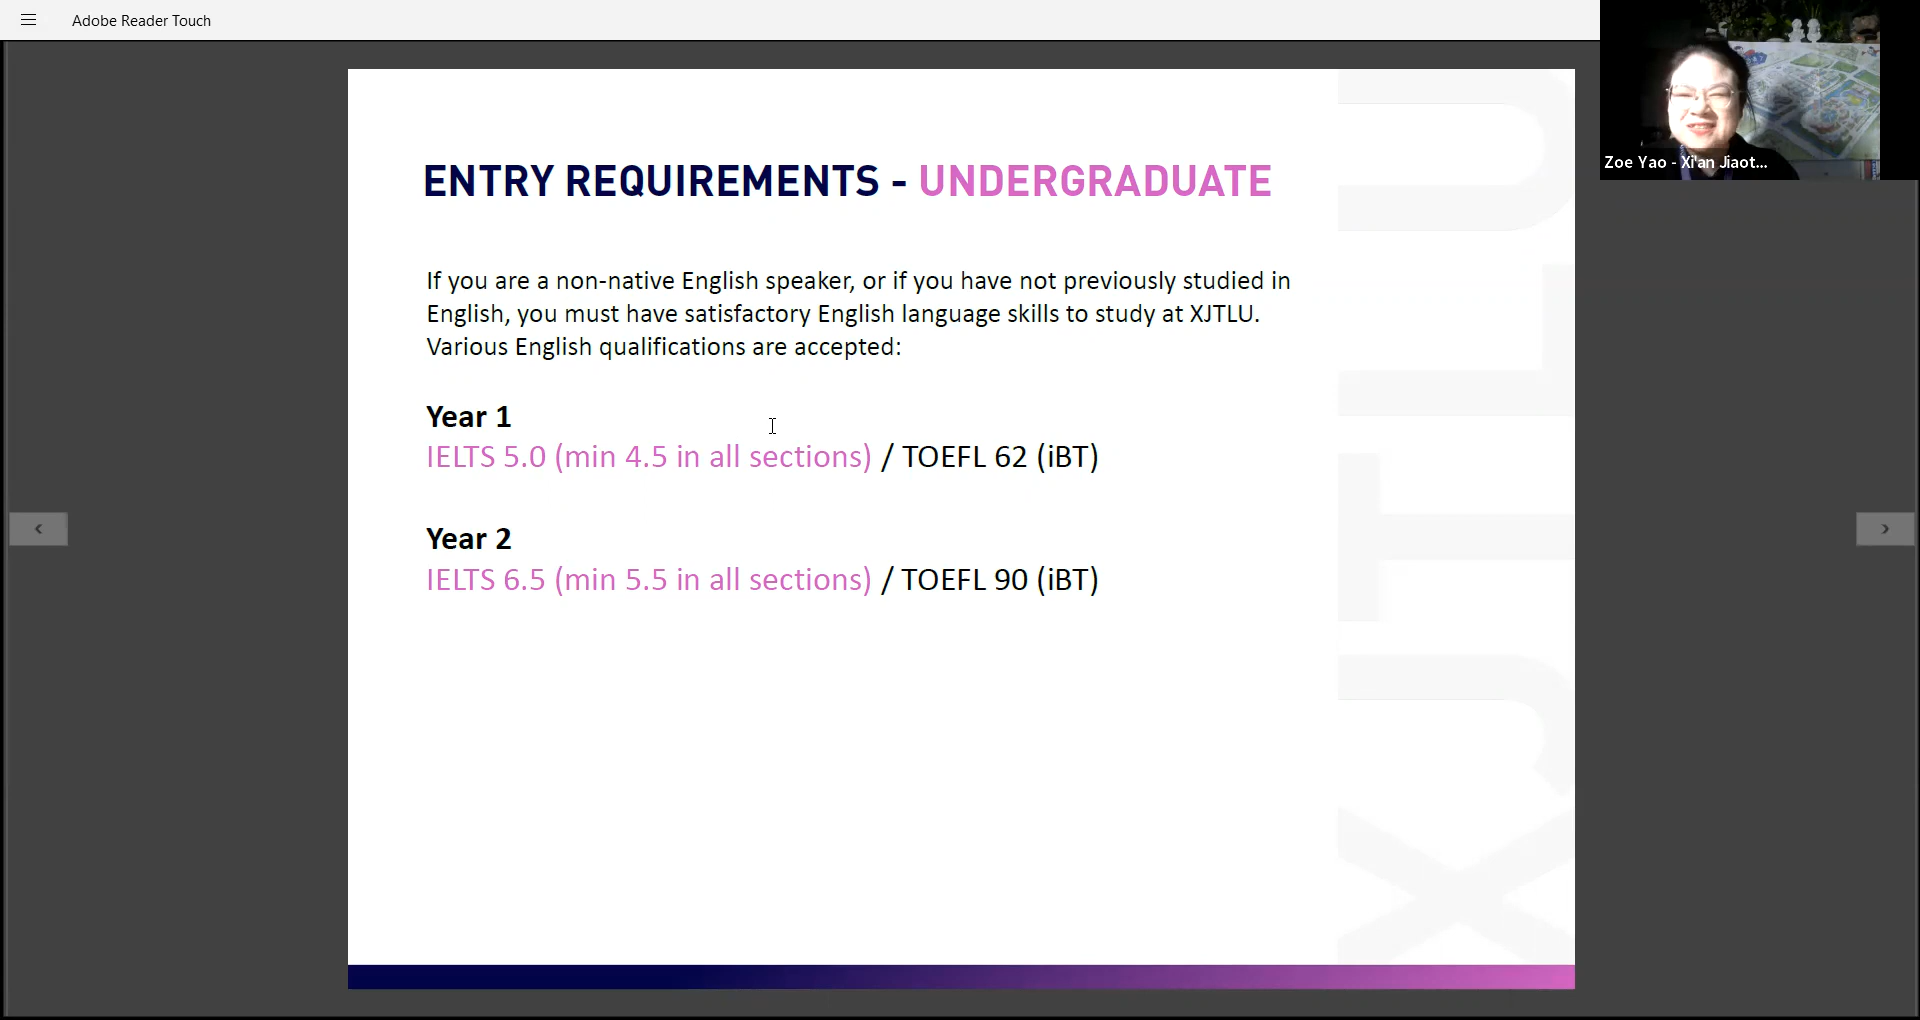 Adobe Reader Touch
Zoe Yao - Xi'an Jiaot...
ENTRY REQUIREMENTS - UNDERGRADUATE
If you are a non-native English speaker, or if you have not previously studied in
English, you must have satisfactory English language skills to study at XJTLU.
Various English qualifications are accepted:
Year 1
IELTS 5.0 (min 4.5 in all sections) / TOEFL 62 (iBT)
Year 2
IELTS 6.5 (min 5.5 in all sections) / TOEFL 90 (iBT)
XJTLU